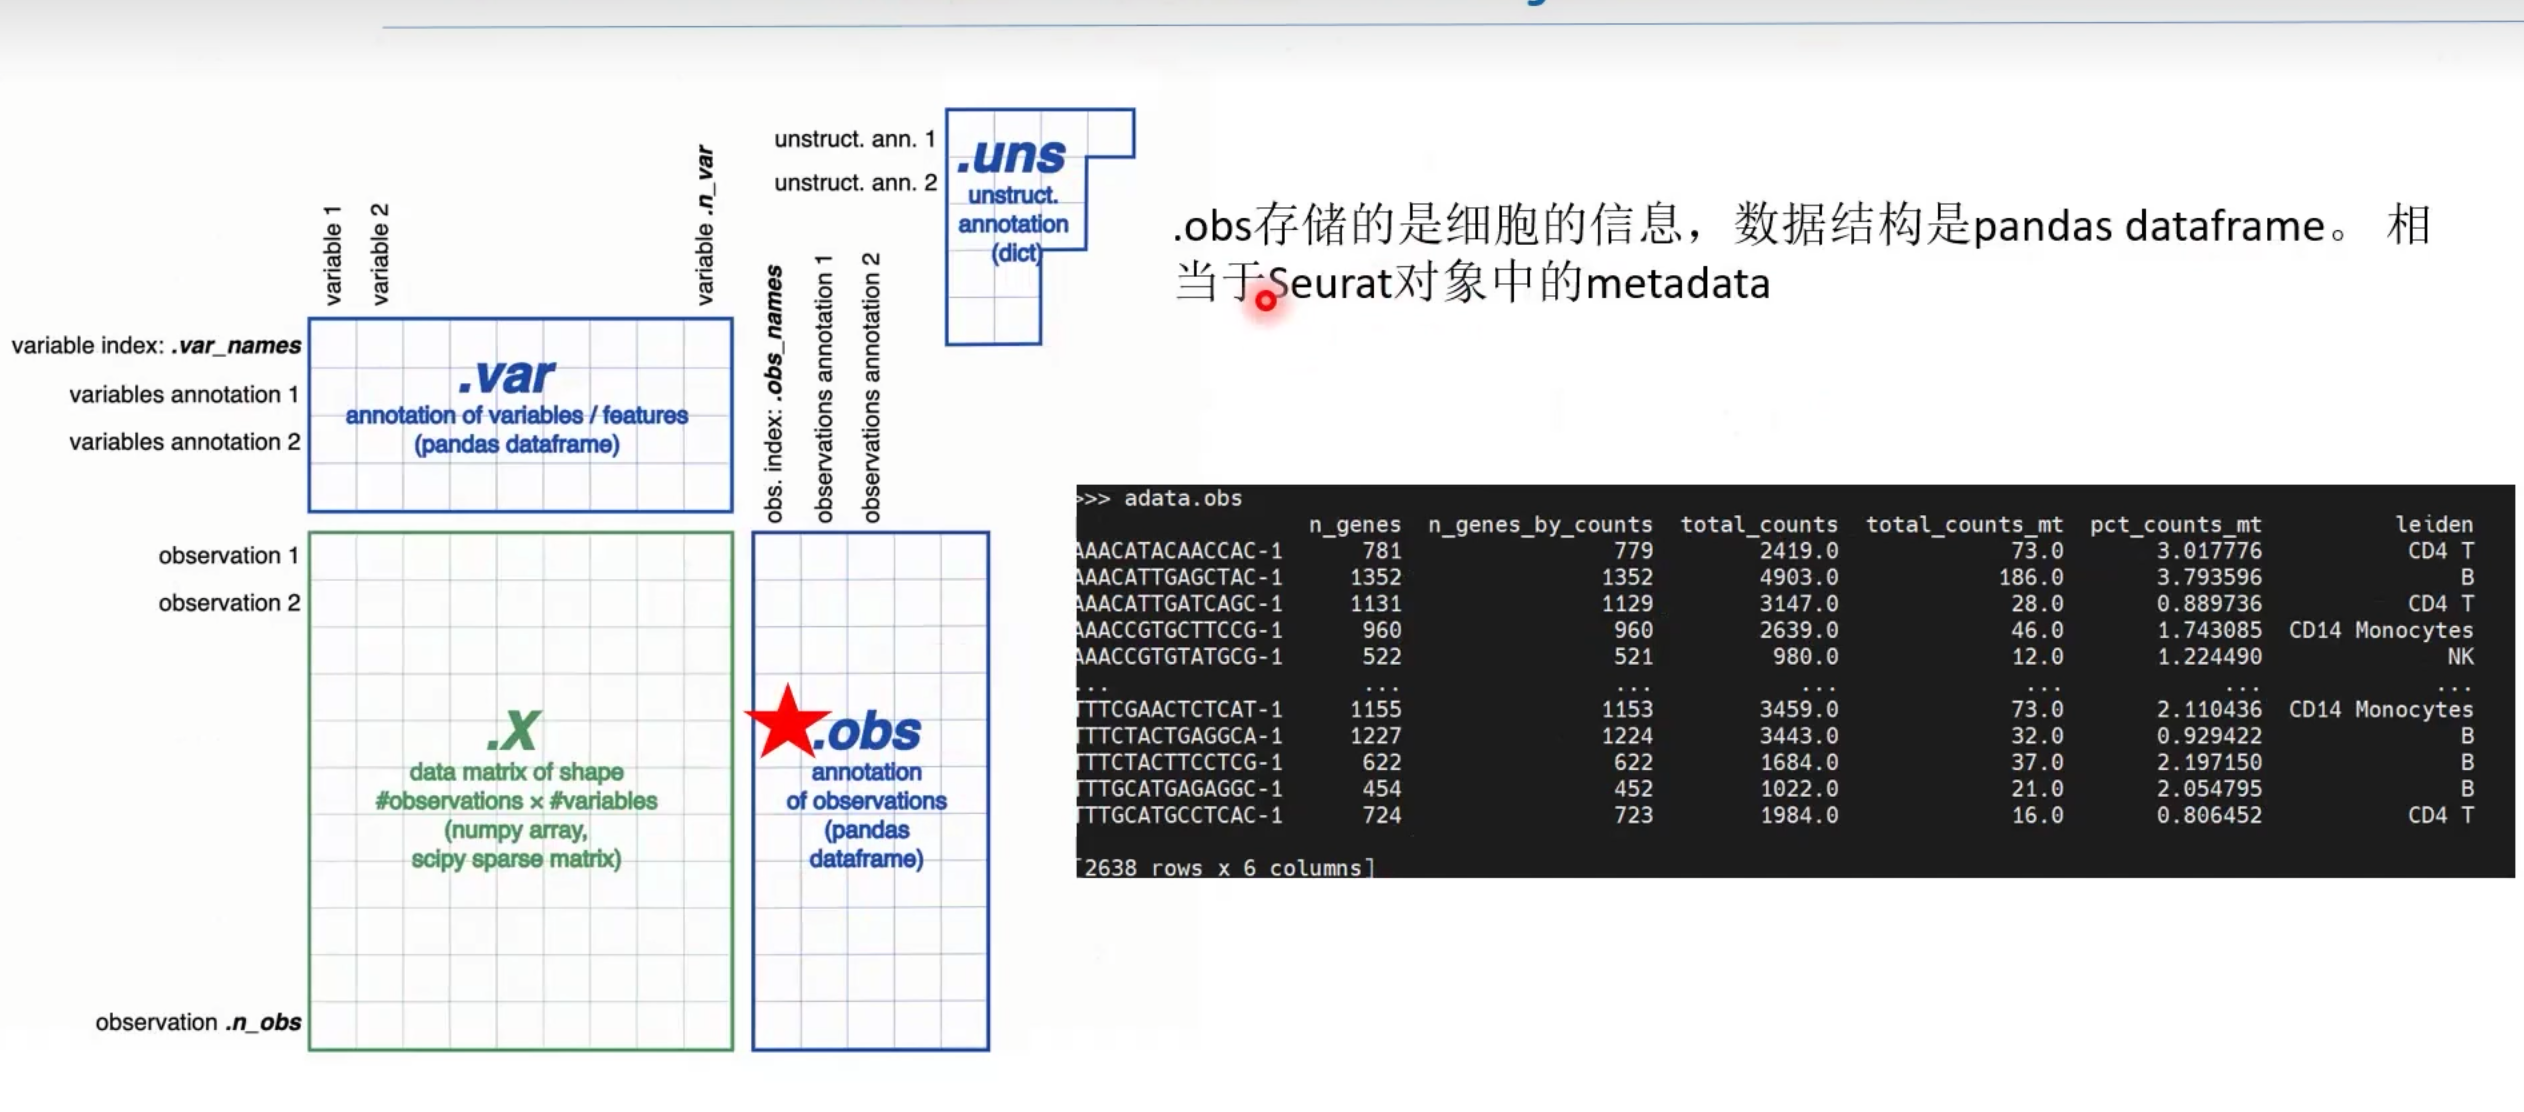 unstruct. ann. 1
unstruct. ann. 2
.uns
unstruct.
annotation
(dict)
variable 1
variable 2
variable .n_var
.obs存储的是细胞的信息，数据结构是pandas dataframe。 相
当于Seurat对象中的metadata
variable index: .var_names
variables annotation 1
variables annotation 2
.var
annotation of variables / features
(pandas dataframe)
obs. index: .obs_names
observations annotation 1
observations annotation 2
observation 1
observation 2
observation .n_obs
.X
data matrix of shape
#observations × #variables
(numpy array,
scipy sparse matrix)
.obs
annotation
of observations
(pandas
dataframe)
>>> adata.obs
n_genes n_genes_by_counts total_counts total_counts_mt pct_counts_mt leiden
AAACATACAACCAC-1 781 779 2419.0 73.0 3.017776 CD4 T
AAACATTGAGCTAC-1 1352 1352 4903.0 186.0 3.793596 B
AAACATTGATCAGC-1 1131 1129 3147.0 28.0 0.889736 CD4 T
AAACCGTGCTTCCG-1 960 960 2639.0 46.0 1.743085 CD14 Monocytes
AAACCGTGTATGCG-1 522 521 980.0 12.0 1.224490 NK
... ... ... ... ... ... ...
TTTCGAACTCTCAT-1 1155 1153 3459.0 73.0 2.110436 CD14 Monocytes
TTTCTACTGAGGCA-1 1227 1224 3443.0 32.0 0.929422 B
TTTCTACTTCCTCG-1 622 622 1684.0 37.0 2.197150 B
TTTGCATGAGAGGC-1 454 452 1022.0 21.0 2.054795 B
TTTGCATGCCTCAC-1 724 723 1984.0 16.0 0.806452 CD4 T
[2638 rows x 6 columns]